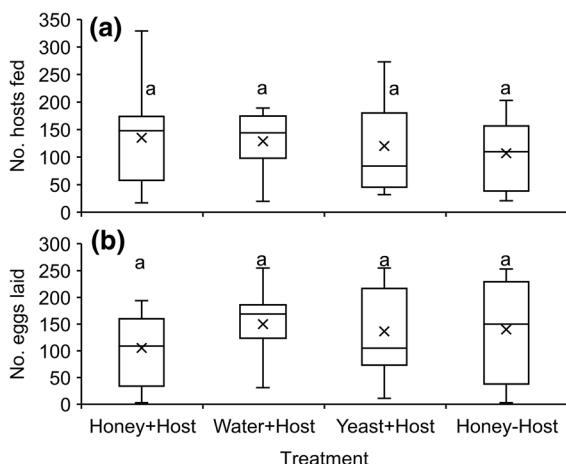 (a)
No. hosts fed
350
300
250
200
150
100
50
0
a a a a
(b)
No. eggs laid
300
250
200
150
100
50
0
a a a a
Honey+Host Water+Host Yeast+Host Honey-Host
Treatment